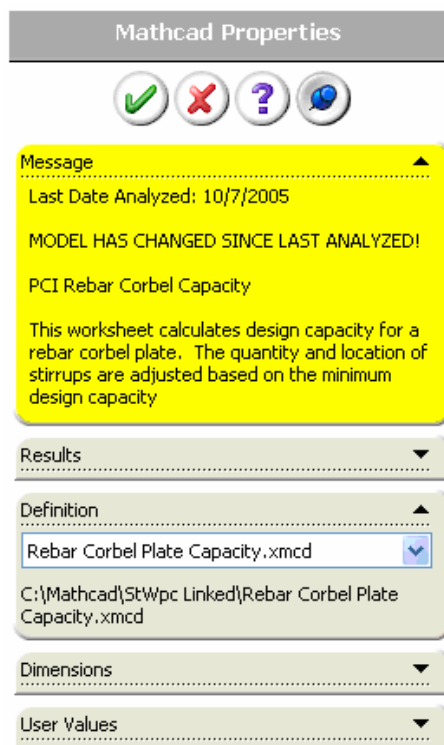 Mathcad Properties
?
Message
Last Date Analyzed: 10/7/2005
MODEL HAS CHANGED SINCE LAST ANALYZED!
PCI Rebar Corbel Capacity
This worksheet calculates design capacity for a
rebar corbel plate.  The quantity and location of
stirrups are adjusted based on the minimum
design capacity
Results
Definition
Rebar Corbel Plate Capacity.xmcd
C:\Mathcad\StWpc Linked\Rebar Corbel Plate
Capacity.xmcd
Dimensions
User Values